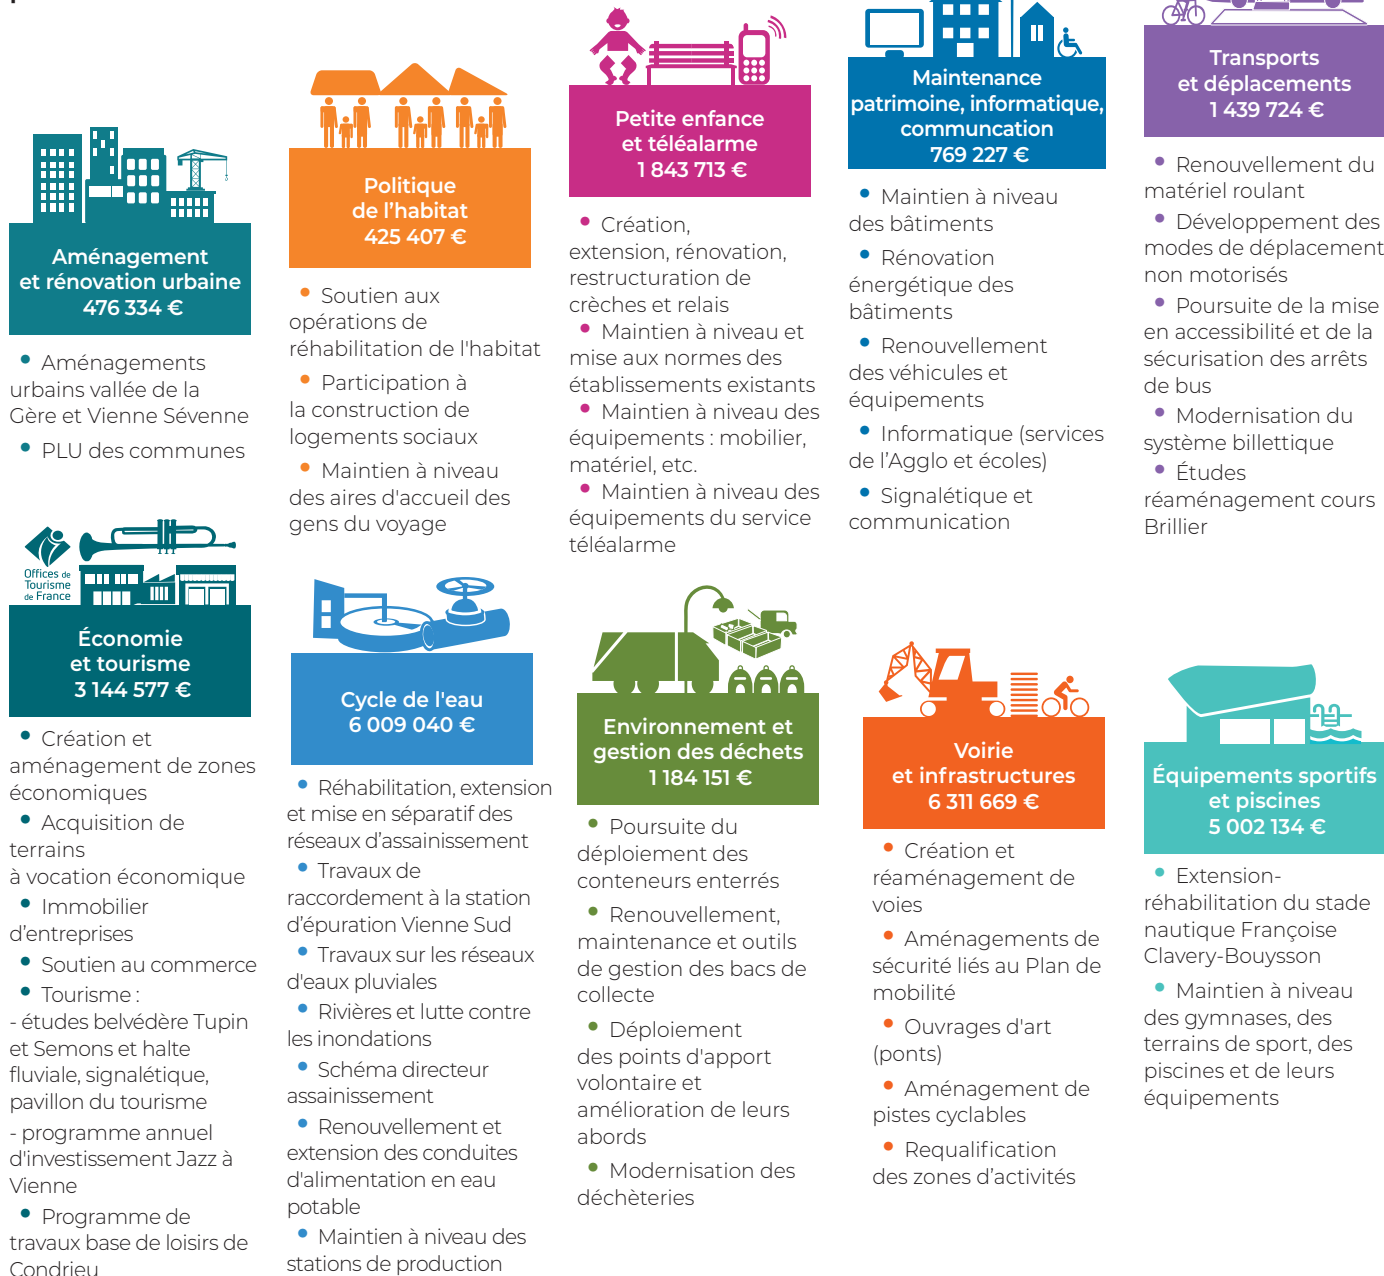 Aménagement
et rénovation urbaine
476 334 €
• Aménagements
urbains vallée de la
Gère et Vienne Sévenne
• PLU des communes
Politique
de l'habitat
425 407 €
• Soutien aux
opérations de
réhabilitation de l'habitat
• Participation à
la construction de
logements sociaux
• Maintien à niveau
des aires d'accueil des
gens du voyage
Petite enfance
et téléalarme
1 843 713 €
• Création,
extension, rénovation,
restructuration de
crèches et relais
• Maintien à niveau et
mise aux normes des
établissements existants
• Maintien à niveau des
équipements : mobilier,
matériel, etc.
• Maintien à niveau des
équipements du service
téléalarme
Maintenance
patrimoine, informatique,
communcation
769 227 €
• Maintien à niveau
des bâtiments
• Rénovation
énergétique des
bâtiments
• Renouvellement
des véhicules et
équipements
• Informatique (services
de l'Agglo et écoles)
• Signalétique et
communication
Transports
et déplacements
1 439 724 €
• Renouvellement du
matériel roulant
• Développement des
modes de déplacement
non motorisés
• Poursuite de la mise
en accessibilité et de la
sécurisation des arrêts
de bus
• Modernisation du
système billettique
• Études
réaménagement cours
Brillier
Offices de
Tourisme
de France
Économie
et tourisme
3 144 577 €
• Création et
aménagement de zones
économiques
• Acquisition de
terrains
à vocation économique
• Immobilier
d'entreprises
• Soutien au commerce
• Tourisme :
- études belvédère Tupin
et Semons et halte
fluviale, signalétique,
pavillon du tourisme
- programme annuel
d'investissement Jazz à
Vienne
• Programme de
travaux base de loisirs de
Condrieu
Cycle de l'eau
6 009 040 €
• Réhabilitation, extension
et mise en séparatif des
réseaux d'assainissement
• Travaux de
raccordement à la station
d'épuration Vienne Sud
• Travaux sur les réseaux
d'eaux pluviales
• Rivières et lutte contre
les inondations
• Schéma directeur
assainissement
• Renouvellement et
extension des conduites
d'alimentation en eau
potable
• Maintien à niveau des
stations de production
Environnement et
gestion des déchets
1 184 151 €
• Poursuite du
déploiement des
conteneurs enterrés
• Renouvellement,
maintenance et outils
de gestion des bacs de
collecte
• Déploiement
des points d'apport
volontaire et
amélioration de leurs
abords
• Modernisation des
déchèteries
Voirie
et infrastructures
6 311 669 €
• Création et
réaménagement de
voies
• Aménagements de
sécurité liés au Plan de
mobilité
• Ouvrages d'art
(ponts)
• Aménagement de
pistes cyclables
• Requalification
des zones d'activités
Équipements sportifs
et piscines
5 002 134 €
• Extension-
réhabilitation du stade
nautique Françoise
Clavery-Bouysson
• Maintien à niveau
des gymnases, des
terrains de sport, des
piscines et de leurs
équipements